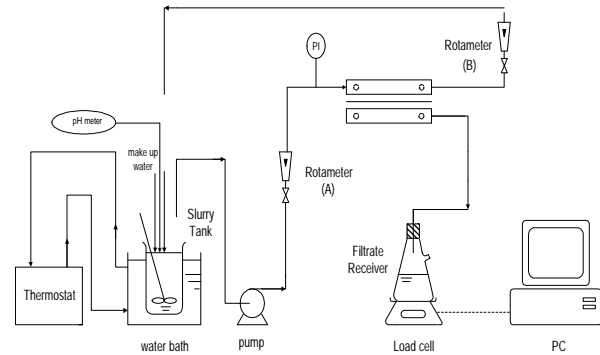 Rotameter
(B)
PI
pH meter
make up
water
Rotameter
(A)
Slurry
Tank
Filtrate
Receiver
Thermostat
water bath
pump
Load cell
PC